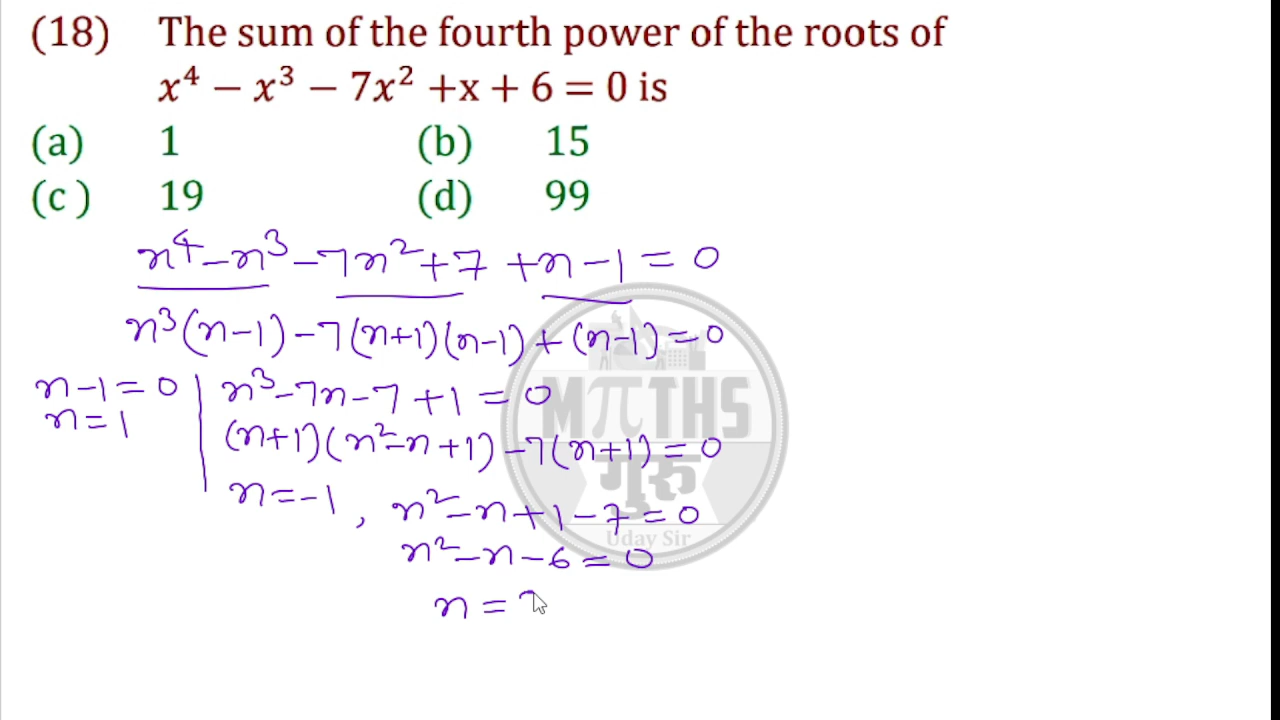 (18) The sum of the fourth power of the roots of
x⁴ − x³ − 7x² +x + 6 = 0 is
(a) 1 (b) 15
(c ) 19 (d) 99
x⁴ − x³ − 7x² + 7 + x − 1 = 0
x³(x−1) − 7(x+1)(x−1) + (x−1) = 0
x − 1 = 0 | x³ − 7x − 7 + 1 = 0
x = 1
(x+1)(x² − x + 1) − 7(x+1) = 0
x = −1, x² − x + 1 − 7 = 0
x² − x − 6 = 0
x =
MπTHS
गुरु
Uday Sir